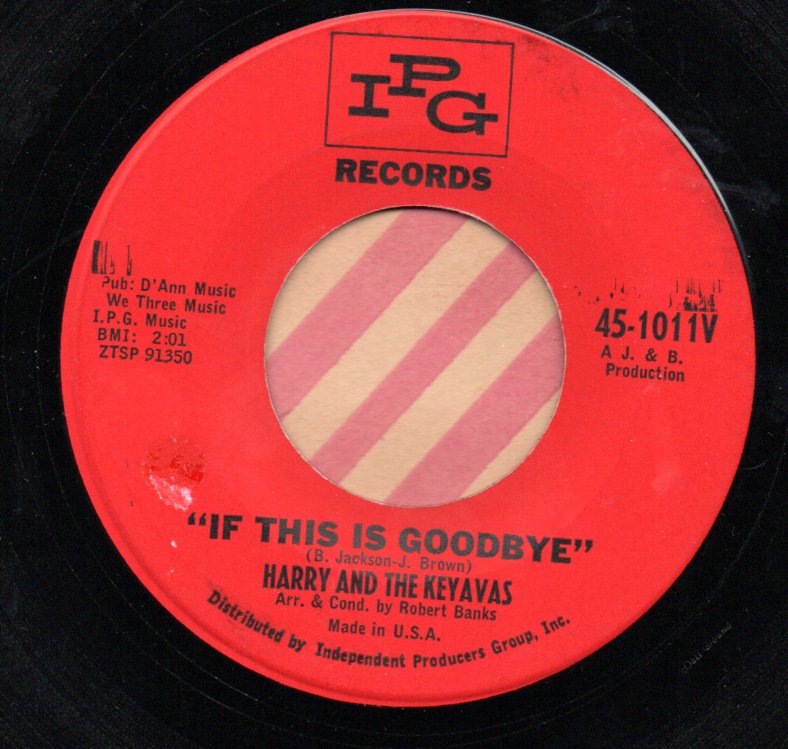 IPG
RECORDS
Pub: D'Ann Music
We Three Music
I.P.G. Music
BMI: 2:01
ZTSP 91350
45-1011V
A J. & B.
Production
"IF THIS IS GOODBYE"
(B. Jackson-J. Brown)
HARRY AND THE KEYAVAS
Arr. & Cond. by Robert Banks
Made in U.S.A.
Distributed by Independent Producers Group, Inc.